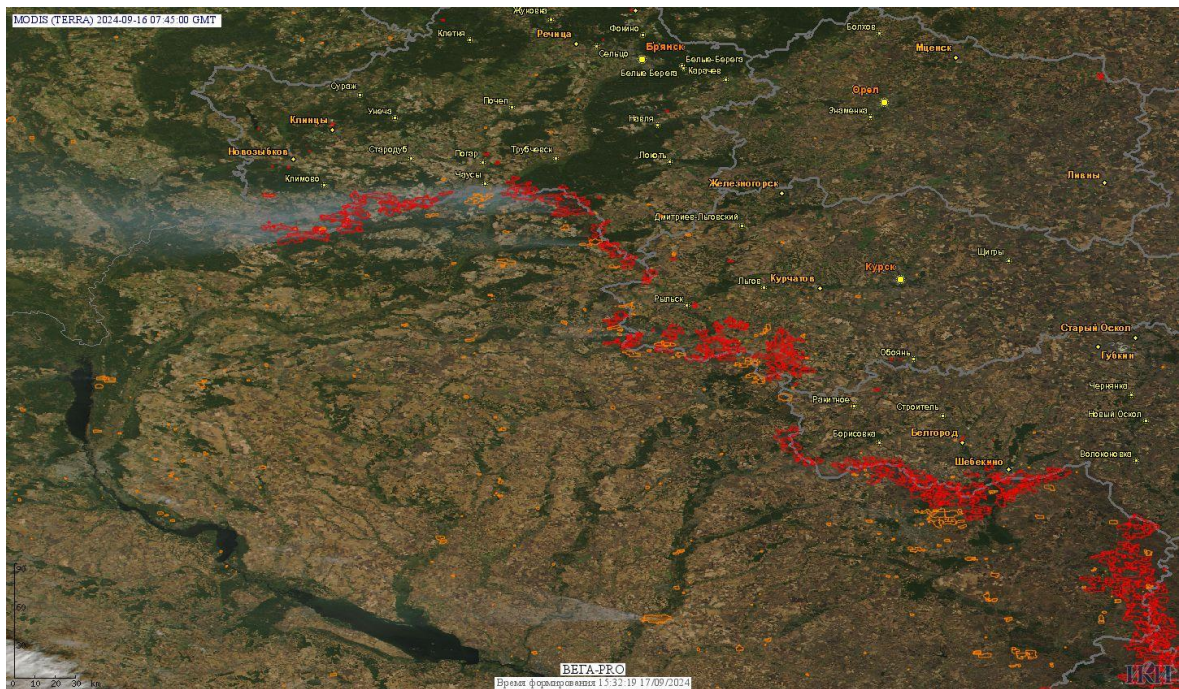 MODIS (TERRA) 2024-09-16 07:45:00 GMT
Жуковка
Клетня
Речица
Фокино
Сельцо
Брянск
Белые-Берега
Белые Берега
Карачев
Болхов
Мценск
Сураж
Унеча
Почеп
Орел
Знаменка
Клинцы
Навля
Новозыбков
Стародуб
Погар
Трубчевск
Локоть
Климово
Чаусы
Железногорск
Ливны
Дмитриев-Льговский
Щигры
Льгов
Курчатов
Курск
Рыльск
Старый Оскол
Губкин
Обоянь
Чернянка
Ракитное
Строитель
Новый Оскол
Борисовка
Белгород
Волоконовка
Шебекино
0 10 20 30 km
ВЕГА-PRO
Время формирования 15:32:19 17/09/2024
ИКИ